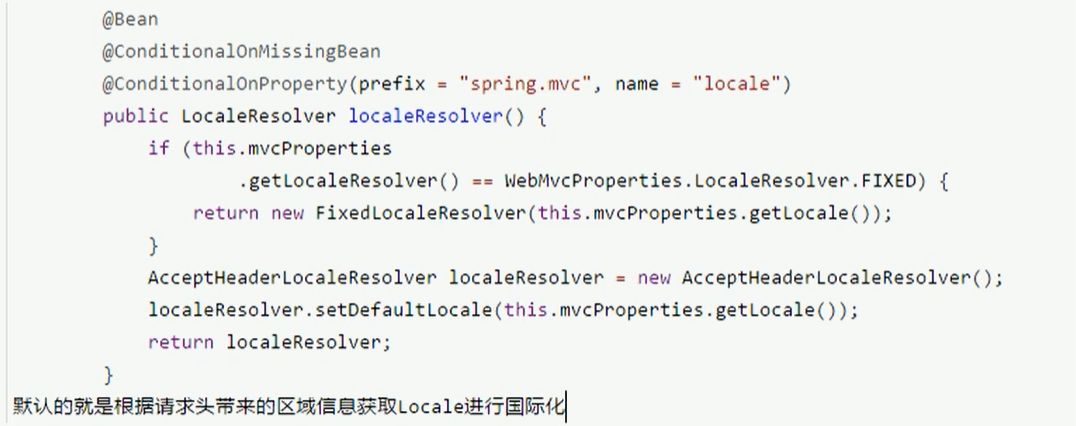 @Bean
@ConditionalOnMissingBean
@ConditionalOnProperty(prefix = "spring.mvc", name = "locale")
public LocaleResolver localeResolver() {
if (this.mvcProperties
.getLocaleResolver() == WebMvcProperties.LocaleResolver.FIXED) {
return new FixedLocaleResolver(this.mvcProperties.getLocale());
}
AcceptHeaderLocaleResolver localeResolver = new AcceptHeaderLocaleResolver();
localeResolver.setDefaultLocale(this.mvcProperties.getLocale());
return localeResolver;
}
默认的就是根据请求头带来的区域信息获取Locale进行国际化